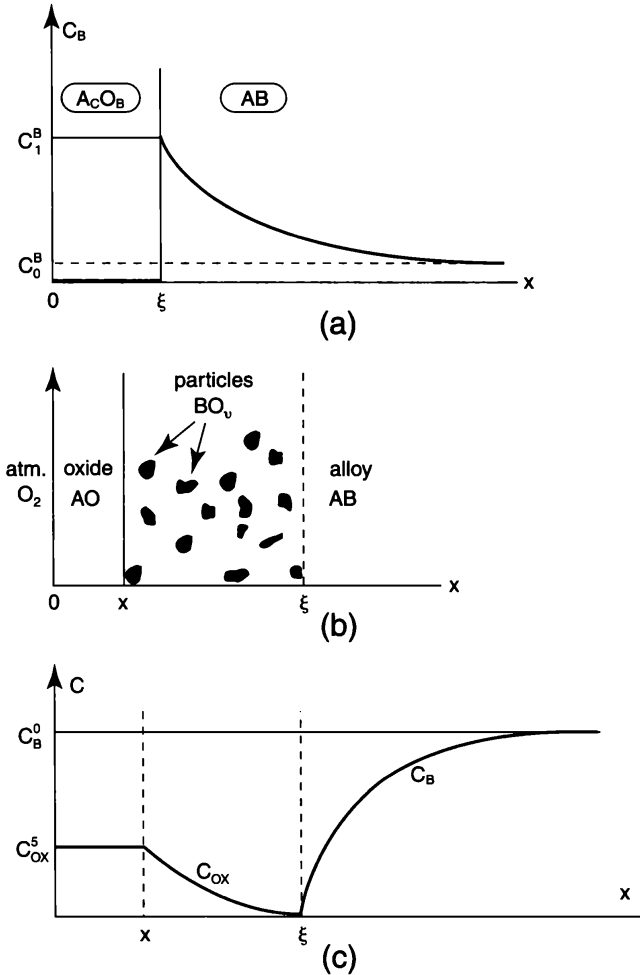 C_B
A_CO_B
AB
C_1^B
C_0^B
x
0
ξ
(a)
particles
BO_υ
atm.
oxide
alloy
O_2
AO
AB
x
0
x
ξ
(b)
C
C_B^0
C_B
C_OX^5
C_OX
x
x
ξ
(c)